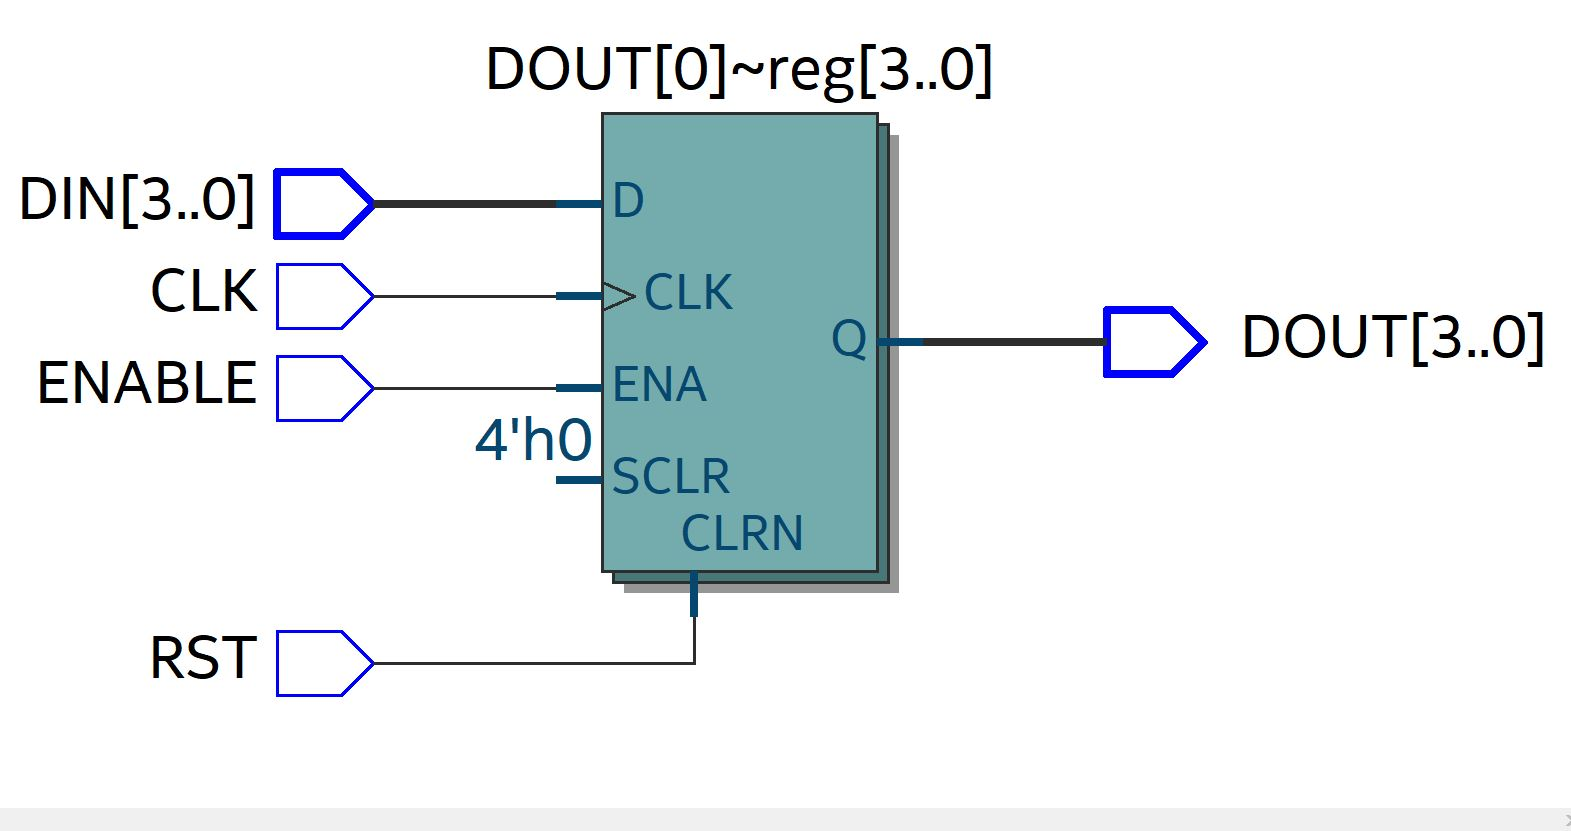 DOUT[0]~reg[3..0]
DIN[3..0]
D
CLK
CLK
Q
DOUT[3..0]
ENABLE
ENA
4'h0
SCLR
CLRN
RST